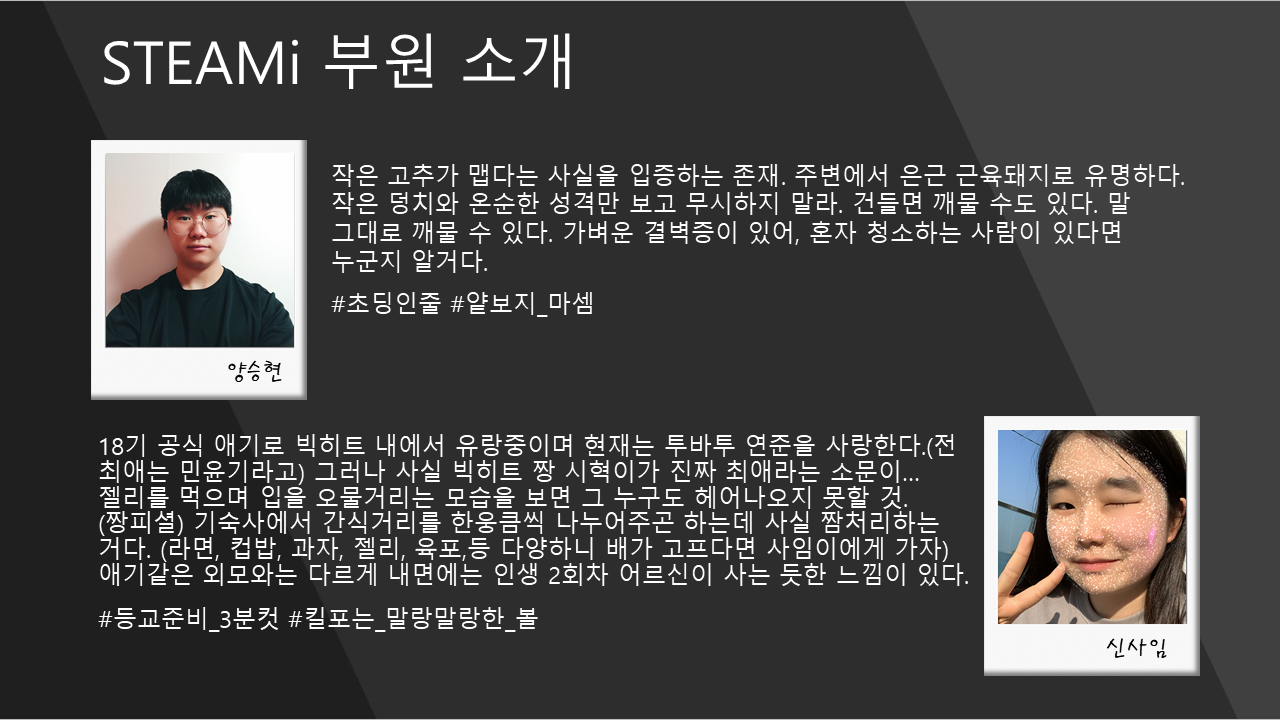 STEAMi 부원 소개
작은 고추가 맵다는 사실을 입증하는 존재. 주변에서 은근 근육돼지로 유명하다.
작은 덩치와 온순한 성격만 보고 무시하지 말라. 건들면 깨물 수도 있다. 말
그대로 깨물 수 있다. 가벼운 결벽증이 있어, 혼자 청소하는 사람이 있다면
누군지 알거다.
#초딩인줄 #얕보지_마셈
양승현
18기 공식 애기로 빅히트 내에서 유랑중이며 현재는 투바투 연준을 사랑한다.(전
최애는 민윤기라고) 그러나 사실 빅히트 짱 시혁이가 진짜 최애라는 소문이...
젤리를 먹으며 입을 오물거리는 모습을 보면 그 누구도 헤어나오지 못할 것.
(짱피셜) 기숙사에서 간식거리를 한웅큼씩 나누어주곤 하는데 사실 짬처리하는
거다. (라면, 컵밥, 과자, 젤리, 육포,등 다양하니 배가 고프다면 사임이에게 가자)
애기같은 외모와는 다르게 내면에는 인생 2회차 어르신이 사는 듯한 느낌이 있다.
#등교준비_3분컷 #킬포는_말랑말랑한_볼
신사임